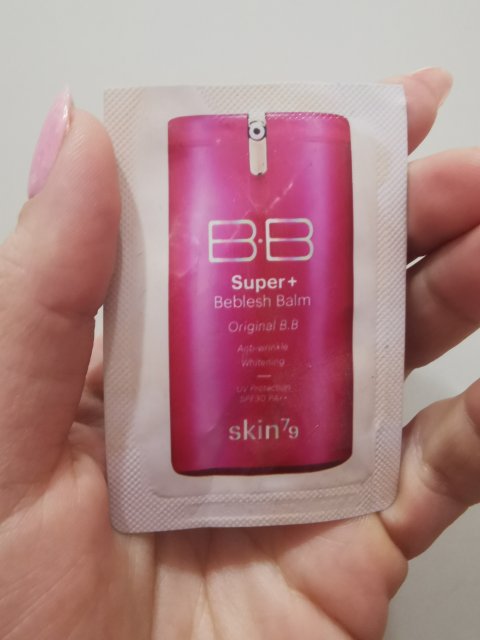 B·B
Super+
Beblesh Balm
Original B.B
Anti-wrinkle
Whitening
UV Protection
SPF30 PA++
skin79